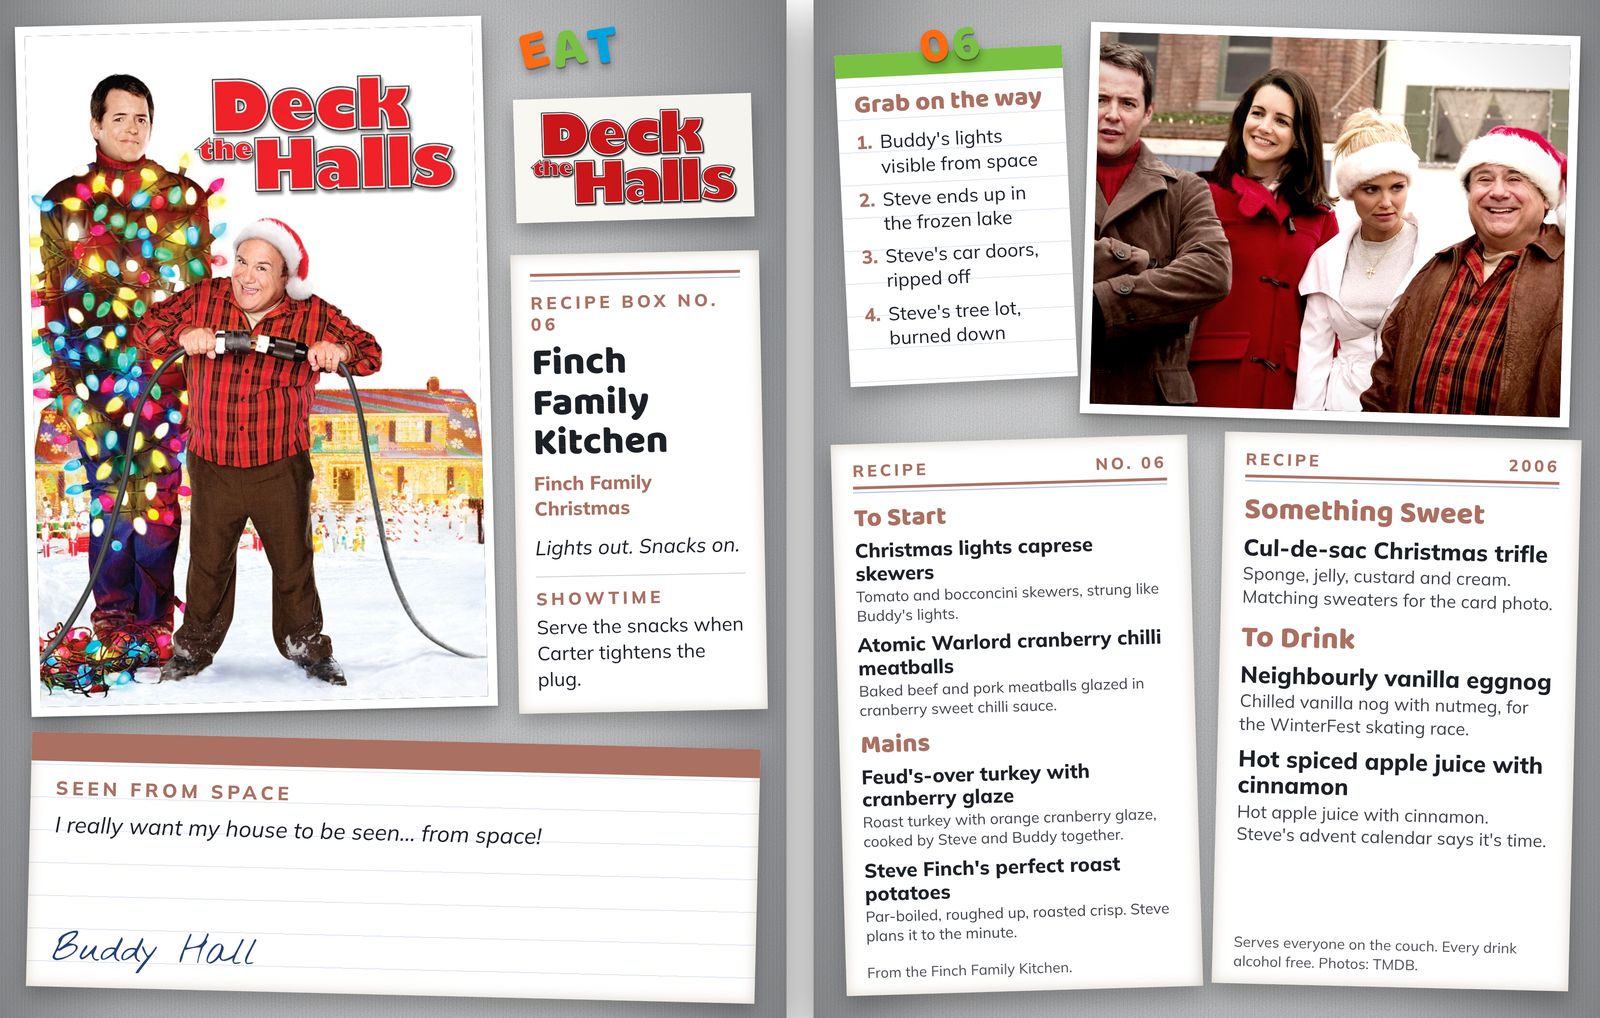 Deck
the Halls
EAT
Deck
the Halls
RECIPE BOX NO.
06
Finch
Family
Kitchen
Finch Family
Christmas
Lights out. Snacks on.
SHOWTIME
Serve the snacks when
Carter tightens the
plug.
SEEN FROM SPACE
I really want my house to be seen... from space!
Buddy Hall
06
Grab on the way
1. Buddy's lights
visible from space
2. Steve ends up in
the frozen lake
3. Steve's car doors,
ripped off
4. Steve's tree lot,
burned down
RECIPE NO. 06
To Start
Christmas lights caprese
skewers
Tomato and bocconcini skewers, strung like
Buddy's lights.
Atomic Warlord cranberry chilli
meatballs
Baked beef and pork meatballs glazed in
cranberry sweet chilli sauce.
Mains
Feud's-over turkey with
cranberry glaze
Roast turkey with orange cranberry glaze,
cooked by Steve and Buddy together.
Steve Finch's perfect roast
potatoes
Par-boiled, roughed up, roasted crisp. Steve
plans it to the minute.
From the Finch Family Kitchen.
RECIPE 2006
Something Sweet
Cul-de-sac Christmas trifle
Sponge, jelly, custard and cream.
Matching sweaters for the card photo.
To Drink
Neighbourly vanilla eggnog
Chilled vanilla nog with nutmeg, for
the WinterFest skating race.
Hot spiced apple juice with
cinnamon
Hot apple juice with cinnamon.
Steve's advent calendar says it's time.
Serves everyone on the couch. Every drink
alcohol free. Photos: TMDB.